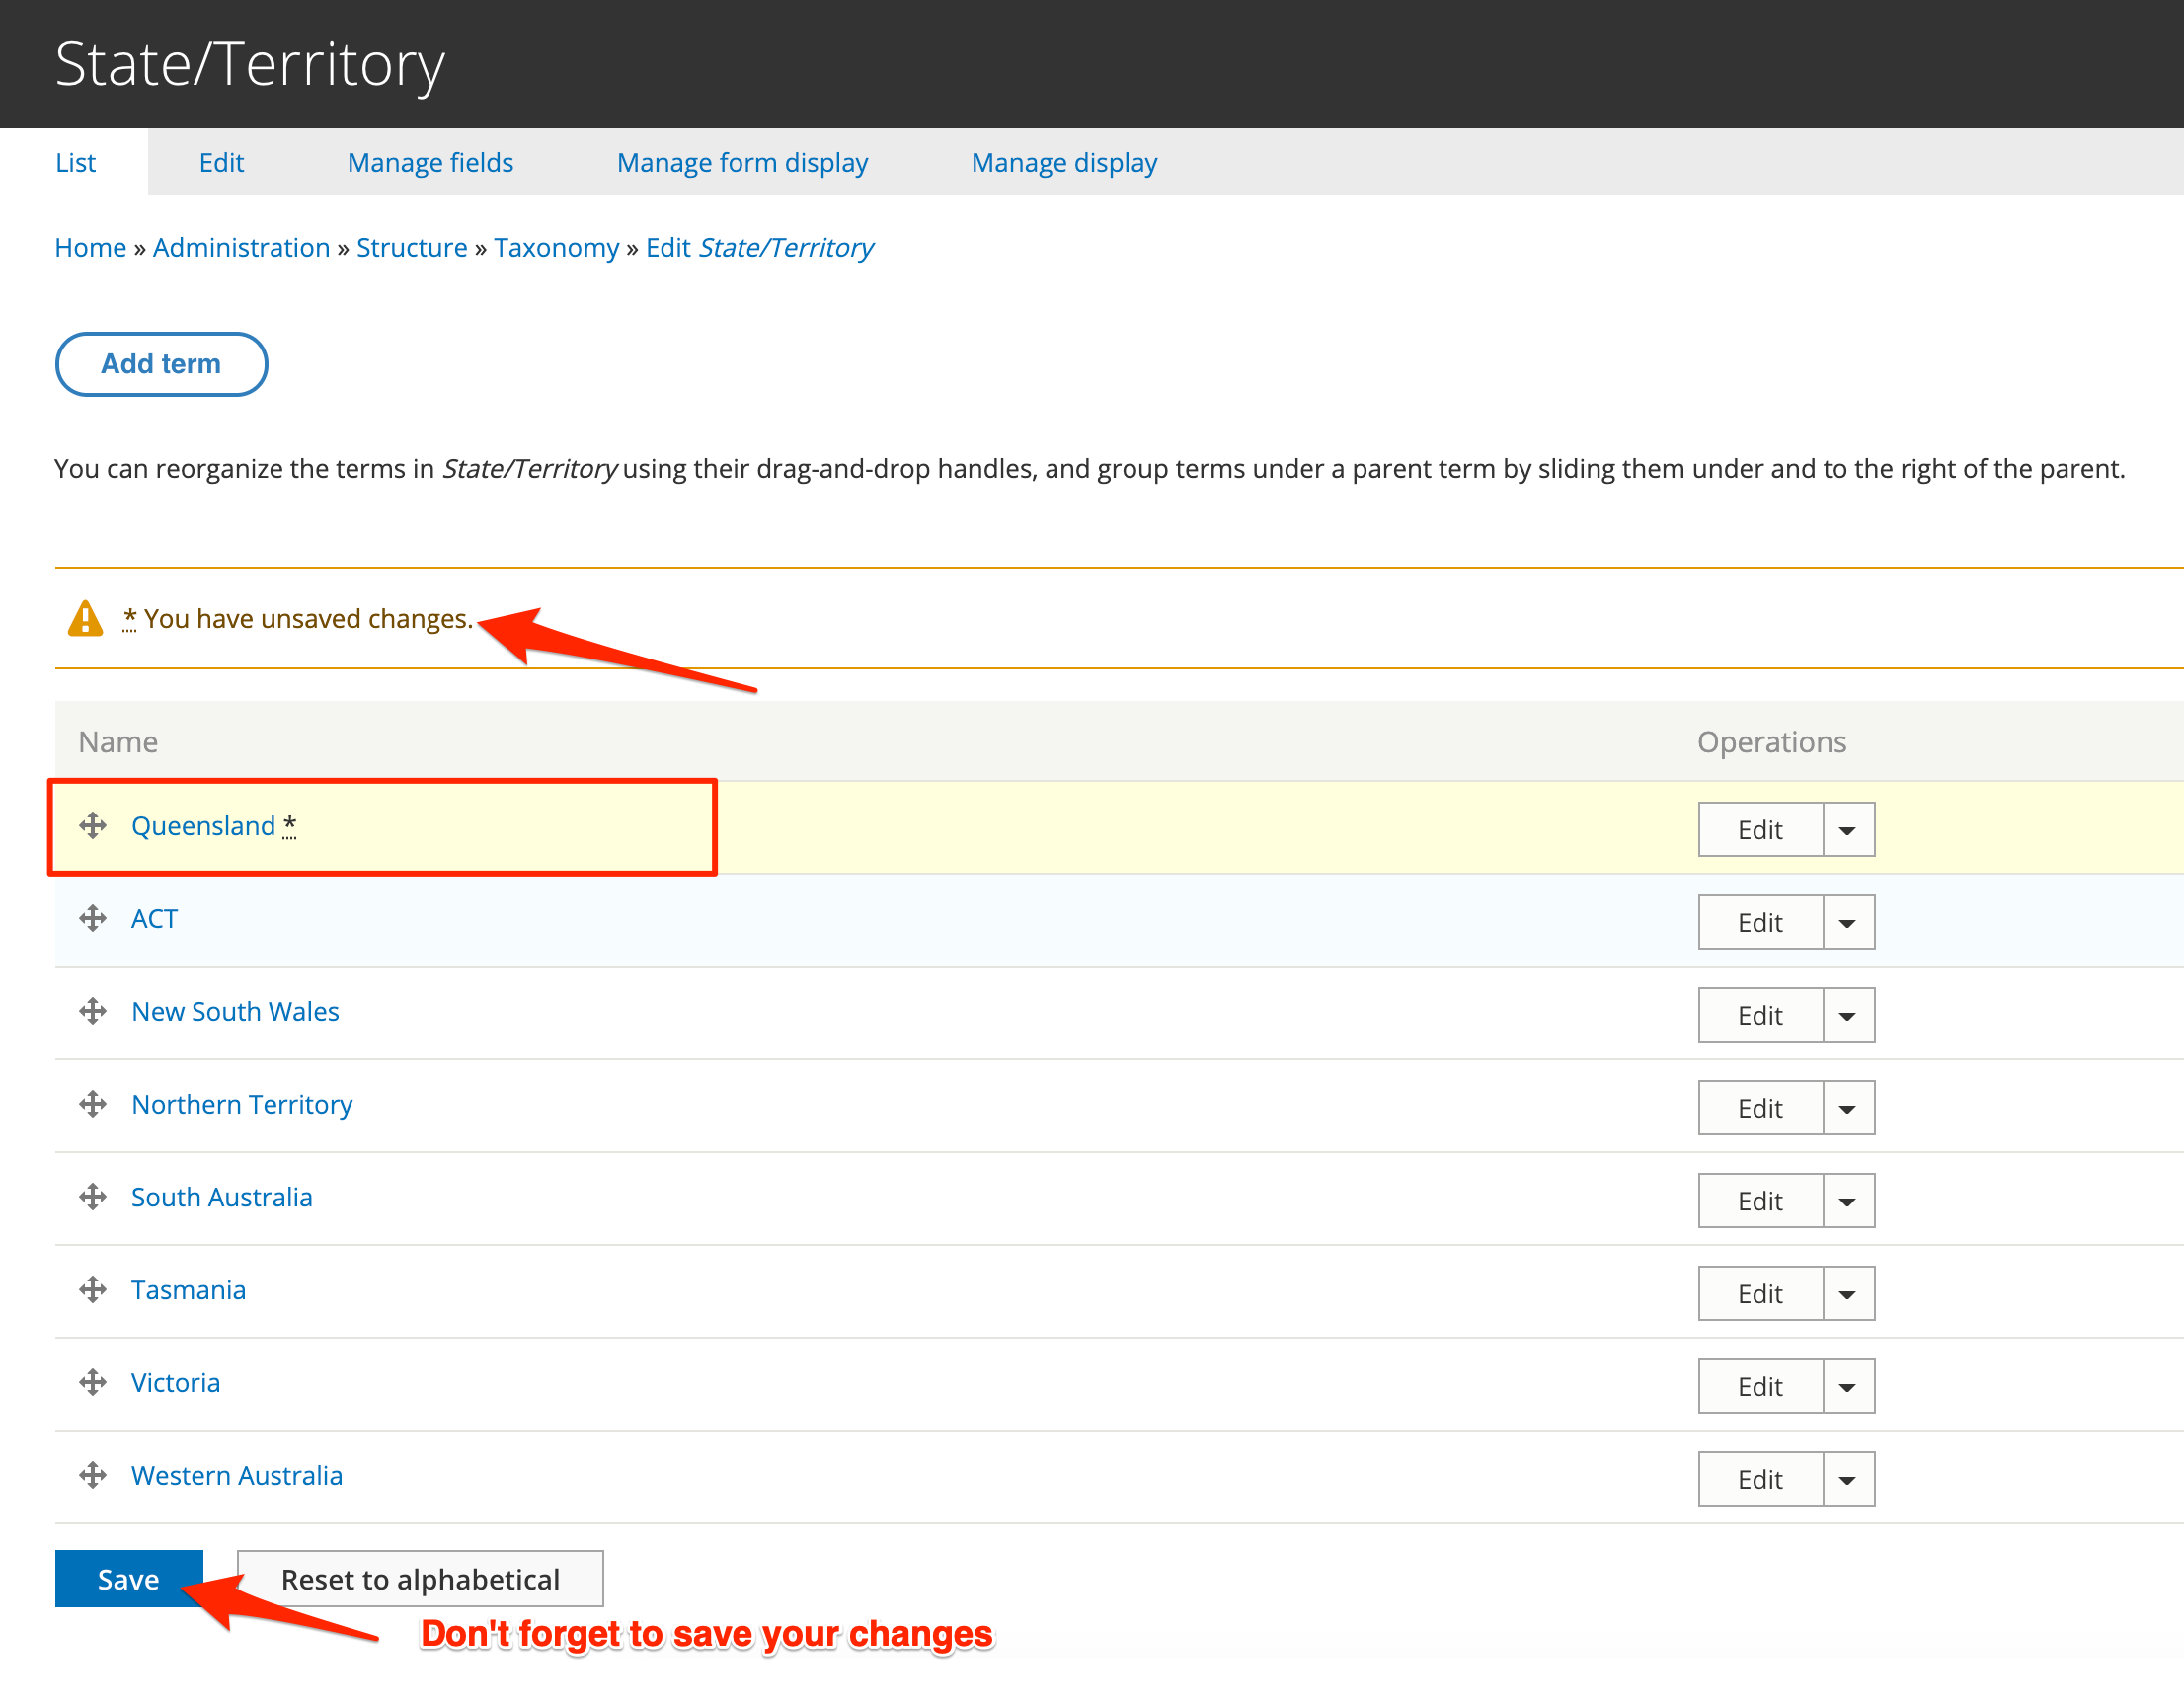 State/Territory
List Edit Manage fields Manage form display Manage display
Home » Administration » Structure » Taxonomy » Edit State/Territory
Add term
You can reorganize the terms in State/Territory using their drag-and-drop handles, and group terms under a parent term by sliding them under and to the right of the parent.
* You have unsaved changes.
Name Operations
Queensland * Edit
ACT Edit
New South Wales Edit
Northern Territory Edit
South Australia Edit
Tasmania Edit
Victoria Edit
Western Australia Edit
Save Reset to alphabetical
Don't forget to save your changes